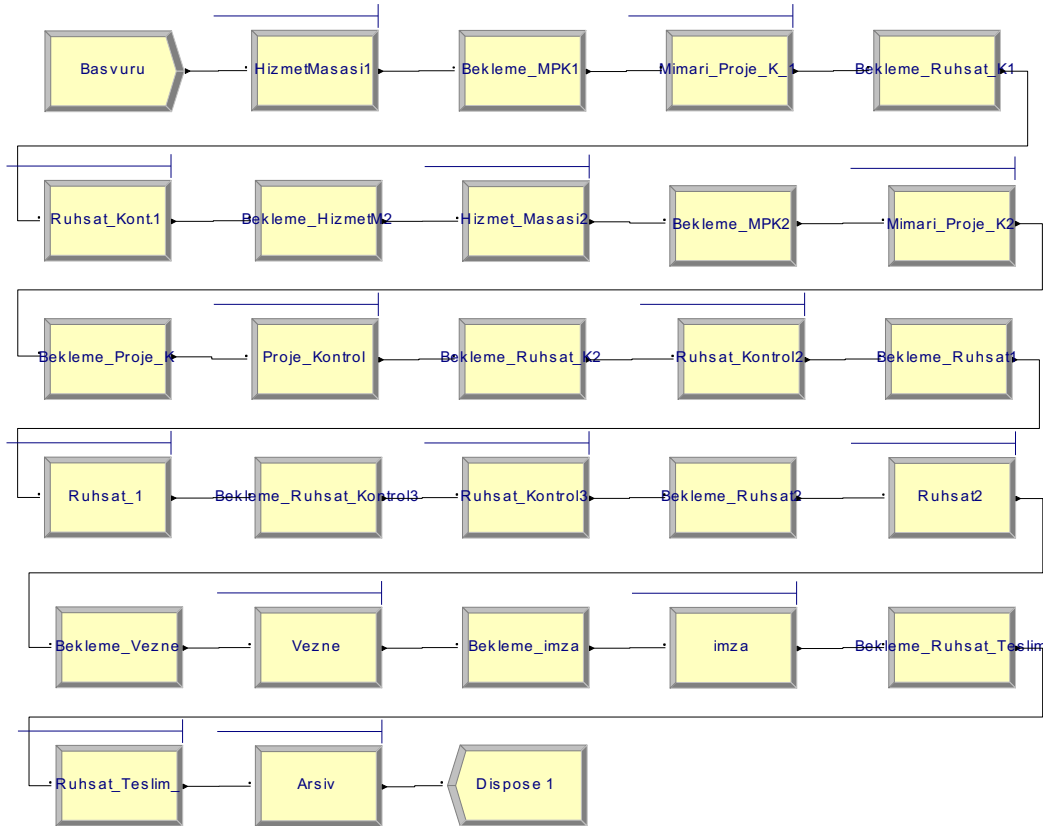 Basvuru
HizmetMasasi1
Bekleme_MPK1
Mimari_Proje_K_1
Bekleme_Ruhsat_K1
Ruhsat_Kont.1
Bekleme_HizmetM2
Hizmet_Masasi2
Bekleme_MPK2
Mimari_Proje_K2
Bekleme_Proje_K
Proje_Kontrol
Bekleme_Ruhsat_K2
Ruhsat_Kontrol2
Bekleme_Ruhsat1
Ruhsat_1
Bekleme_Ruhsat_Kontrol3
Ruhsat_Kontrol3
Bekleme_Ruhsat2
Ruhsat2
Bekleme_Vezne
Vezne
Bekleme_imza
imza
Bekleme_Ruhsat_Teslim
Ruhsat_Teslim_
Arsiv
Dispose 1